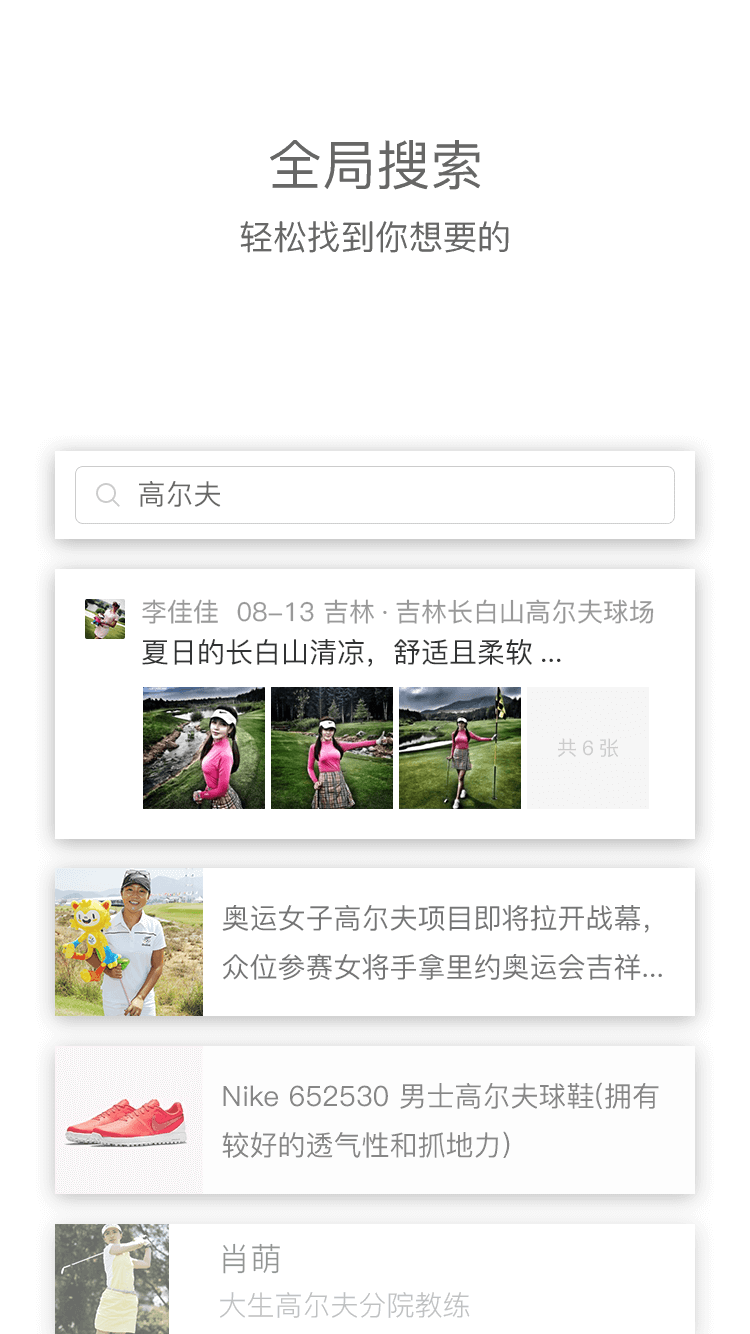 全局搜索
轻松找到你想要的
高尔夫
李佳佳 08-13 吉林 · 吉林长白山高尔夫球场
夏日的长白山清凉，舒适且柔软 ...
共 6 张
奥运女子高尔夫项目即将拉开战幕，
众位参赛女将手拿里约奥运会吉祥...
Nike 652530 男士高尔夫球鞋(拥有
较好的透气性和抓地力)
肖萌
大生高尔夫分院教练